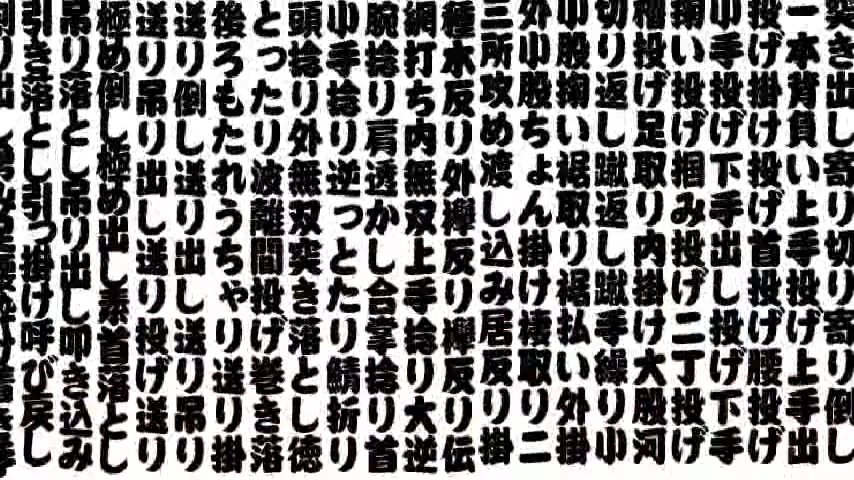 突き出し寄り切り寄り倒し
一本背負い上手投げ上手出
投げ掛け投げ首投げ腰投げ
小手投げ下手出し投げ下手
掬い投げ掴み投げ二丁投げ
櫓投げ足取り内掛け大股河
切り返し蹴返し蹴手繰り小
外小股掬い裾取り裾払い外掛
小股ちょん掛け褄取り二
三所攻め渡し込み居反り掛
種木反り外襷反り襷反り伝
網打ち内無双上手捻り大逆
腕捻り肩透かし合掌捻り首
小手捻り逆っとたり鯖折り
頭捻り外無双突き落とし徳
とったり波離間投げ巻き落
後ろもたれうちゃり送り掛
送り倒し送り出し送り吊り
送り吊り出し送り投げ送り
極め倒し極め出し素首落とし
吊り落とし吊り出し叩き込み
引き落とし引っ掛け呼び戻し